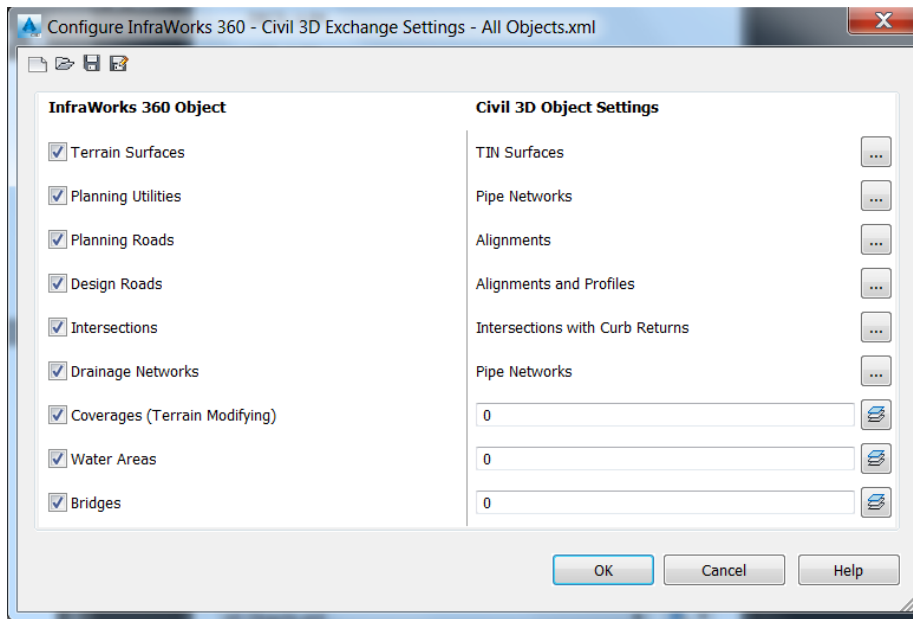 Configure InfraWorks 360 - Civil 3D Exchange Settings - All Objects.xml
InfraWorks 360 Object Civil 3D Object Settings
Terrain Surfaces TIN Surfaces ...
Planning Utilities Pipe Networks ...
Planning Roads Alignments ...
Design Roads Alignments and Profiles ...
Intersections Intersections with Curb Returns ...
Drainage Networks Pipe Networks ...
Coverages (Terrain Modifying) 0
Water Areas 0
Bridges 0
OK Cancel Help